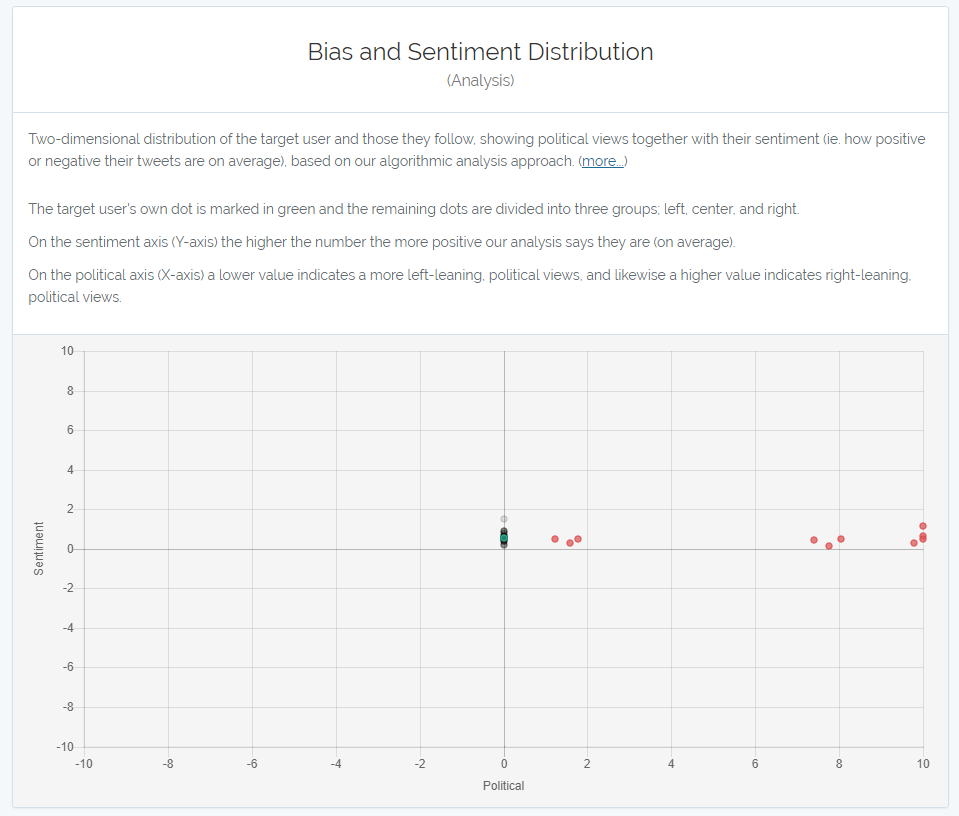 Bias and Sentiment Distribution
(Analysis)
Two-dimensional distribution of the target user and those they follow, showing political views together with their sentiment (ie. how positive
or negative their tweets are on average), based on our algorithmic analysis approach. (more...)
The target user's own dot is marked in green and the remaining dots are divided into three groups; left, center, and right.
On the sentiment axis (Y-axis) the higher the number the more positive our analysis says they are (on average).
On the political axis (X-axis) a lower value indicates a more left-leaning, political views, and likewise a higher value indicates right-leaning,
political views.
10
8
6
4
2
0
-2
-4
-6
-8
-10
Sentiment
-10 -8 -6 -4 -2 0 2 4 6 8 10
Political